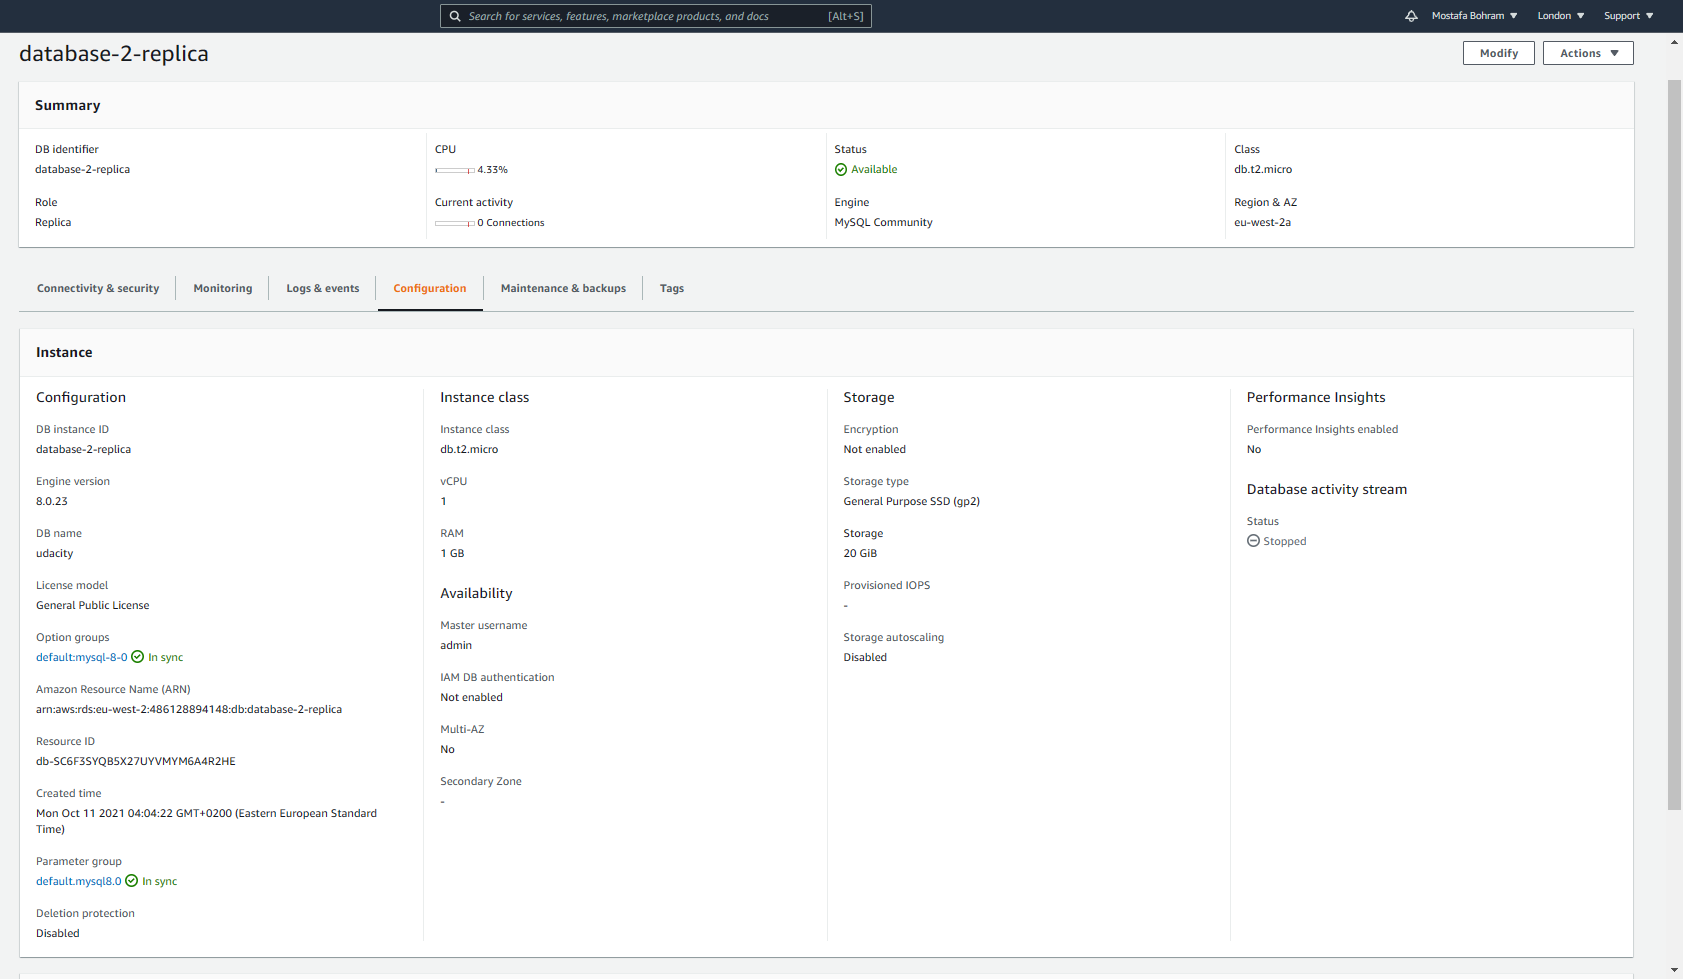 Search for services, features, marketplace products, and docs [Alt+S]
Mostafa Bohram London Support
database-2-replica
Modify
Actions
Summary
DB identifier
database-2-replica
Role
Replica
CPU
4.33%
Current activity
0 Connections
Status
Available
Engine
MySQL Community
Class
db.t2.micro
Region & AZ
eu-west-2a
Connectivity & security
Monitoring
Logs & events
Configuration
Maintenance & backups
Tags
Instance
Configuration
DB instance ID
database-2-replica
Engine version
8.0.23
DB name
udacity
License model
General Public License
Option groups
default:mysql-8-0 In sync
Amazon Resource Name (ARN)
arn:aws:rds:eu-west-2:486128894148:db:database-2-replica
Resource ID
db-SC6F3SYQB5X27UYVMYM6A4R2HE
Created time
Mon Oct 11 2021 04:04:22 GMT+0200 (Eastern European Standard
Time)
Parameter group
default.mysql8.0 In sync
Deletion protection
Disabled
Instance class
Instance class
db.t2.micro
vCPU
1
RAM
1 GB
Availability
Master username
admin
IAM DB authentication
Not enabled
Multi-AZ
No
Secondary Zone
-
Storage
Encryption
Not enabled
Storage type
General Purpose SSD (gp2)
Storage
20 GiB
Provisioned IOPS
-
Storage autoscaling
Disabled
Performance Insights
Performance Insights enabled
No
Database activity stream
Status
Stopped